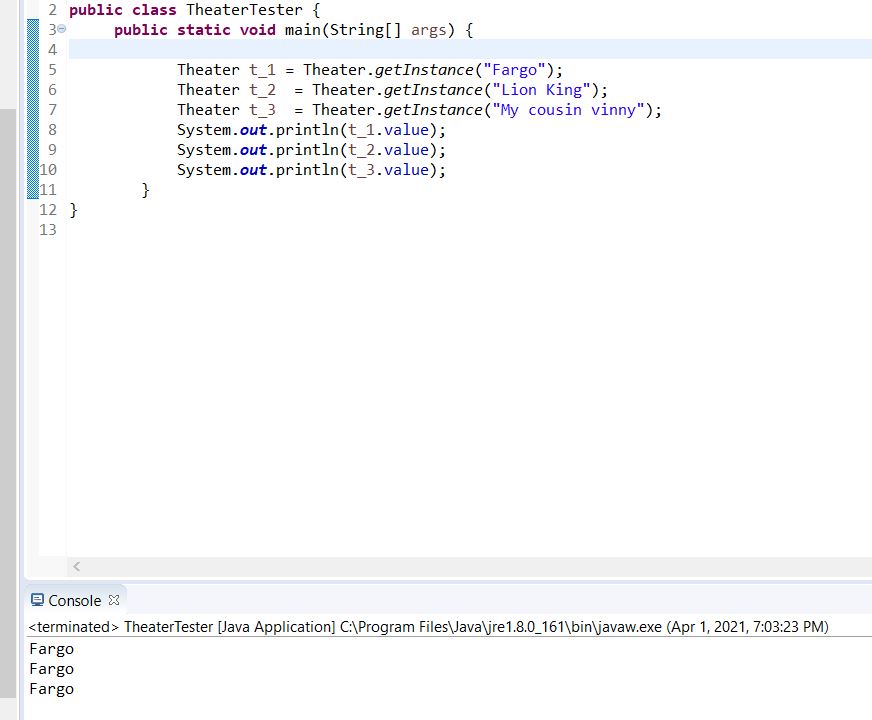 2 public class TheaterTester {
3 public static void main(String[] args) {
4
5 Theater t_1 = Theater.getInstance("Fargo");
6 Theater t_2  = Theater.getInstance("Lion King");
7 Theater t_3  = Theater.getInstance("My cousin vinny");
8 System.out.println(t_1.value);
9 System.out.println(t_2.value);
10 System.out.println(t_3.value);
11 }
12 }
13
Console
<terminated> TheaterTester [Java Application] C:\Program Files\Java\jre1.8.0_161\bin\javaw.exe (Apr 1, 2021, 7:03:23 PM)
Fargo
Fargo
Fargo